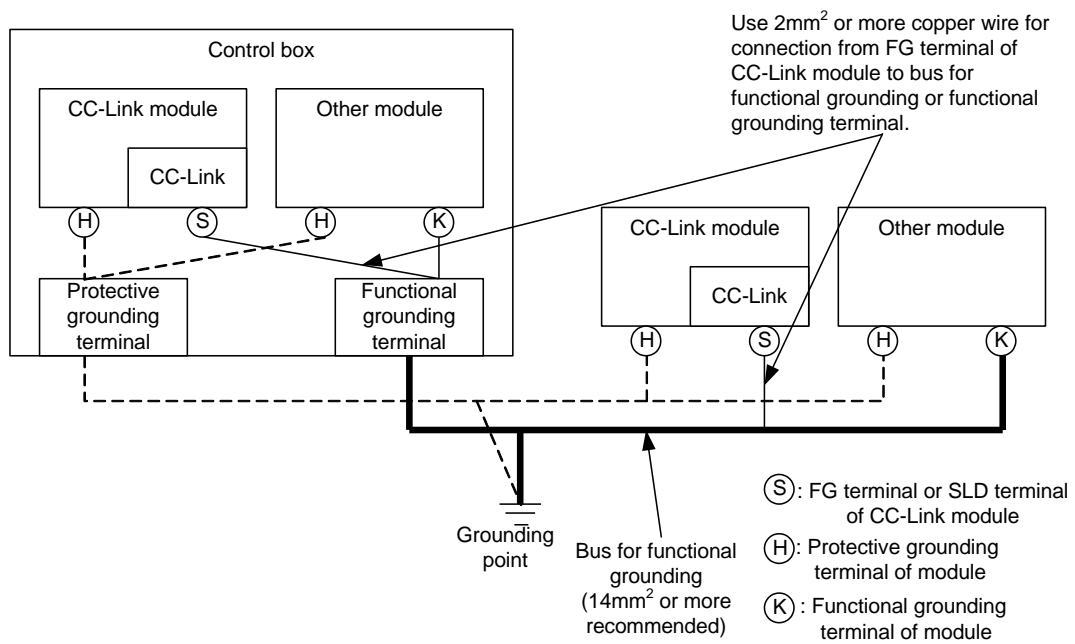 Use 2mm² or more copper wire for
connection from FG terminal of
CC-Link module to bus for
functional grounding or functional
grounding terminal.
Control box
CC-Link module
Other module
CC-Link
H
S
H
K
Protective
grounding
terminal
Functional
grounding
terminal
CC-Link module
Other module
CC-Link
H
S
H
K
Grounding
point
Bus for functional
grounding
(14mm² or more
recommended)
S : FG terminal or SLD terminal
of CC-Link module
H : Protective grounding
terminal of module
K : Functional grounding
terminal of module